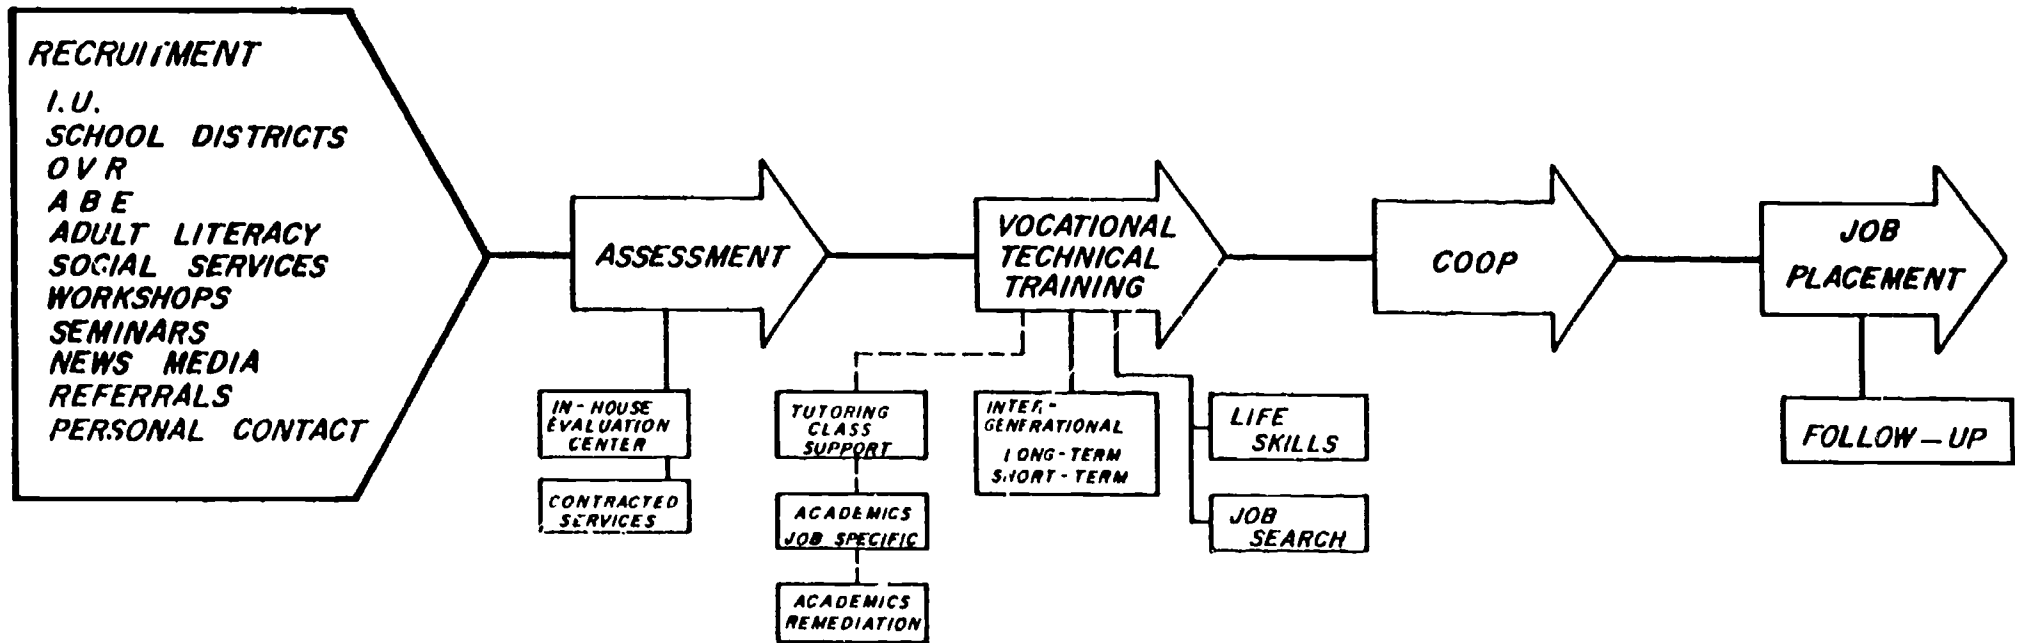 RECRUITMENT
I.U.
SCHOOL DISTRICTS
OVR
ABE
ADULT LITERACY
SOCIAL SERVICES
WORKSHOPS
SEMINARS
NEWS MEDIA
REFERRALS
PERSONAL CONTACT
ASSESSMENT
IN-HOUSE
EVALUATION
CENTER
CONTRACTED
SERVICES
VOCATIONAL
TECHNICAL
TRAINING
TUTORING
CLASS
SUPPORT
ACADEMICS
JOB SPECIFIC
ACADEMICS
REMEDIATION
INTER-
GENERATIONAL
LONG-TERM
SHORT-TERM
LIFE
SKILLS
JOB
SEARCH
COOP
JOB
PLACEMENT
FOLLOW-UP